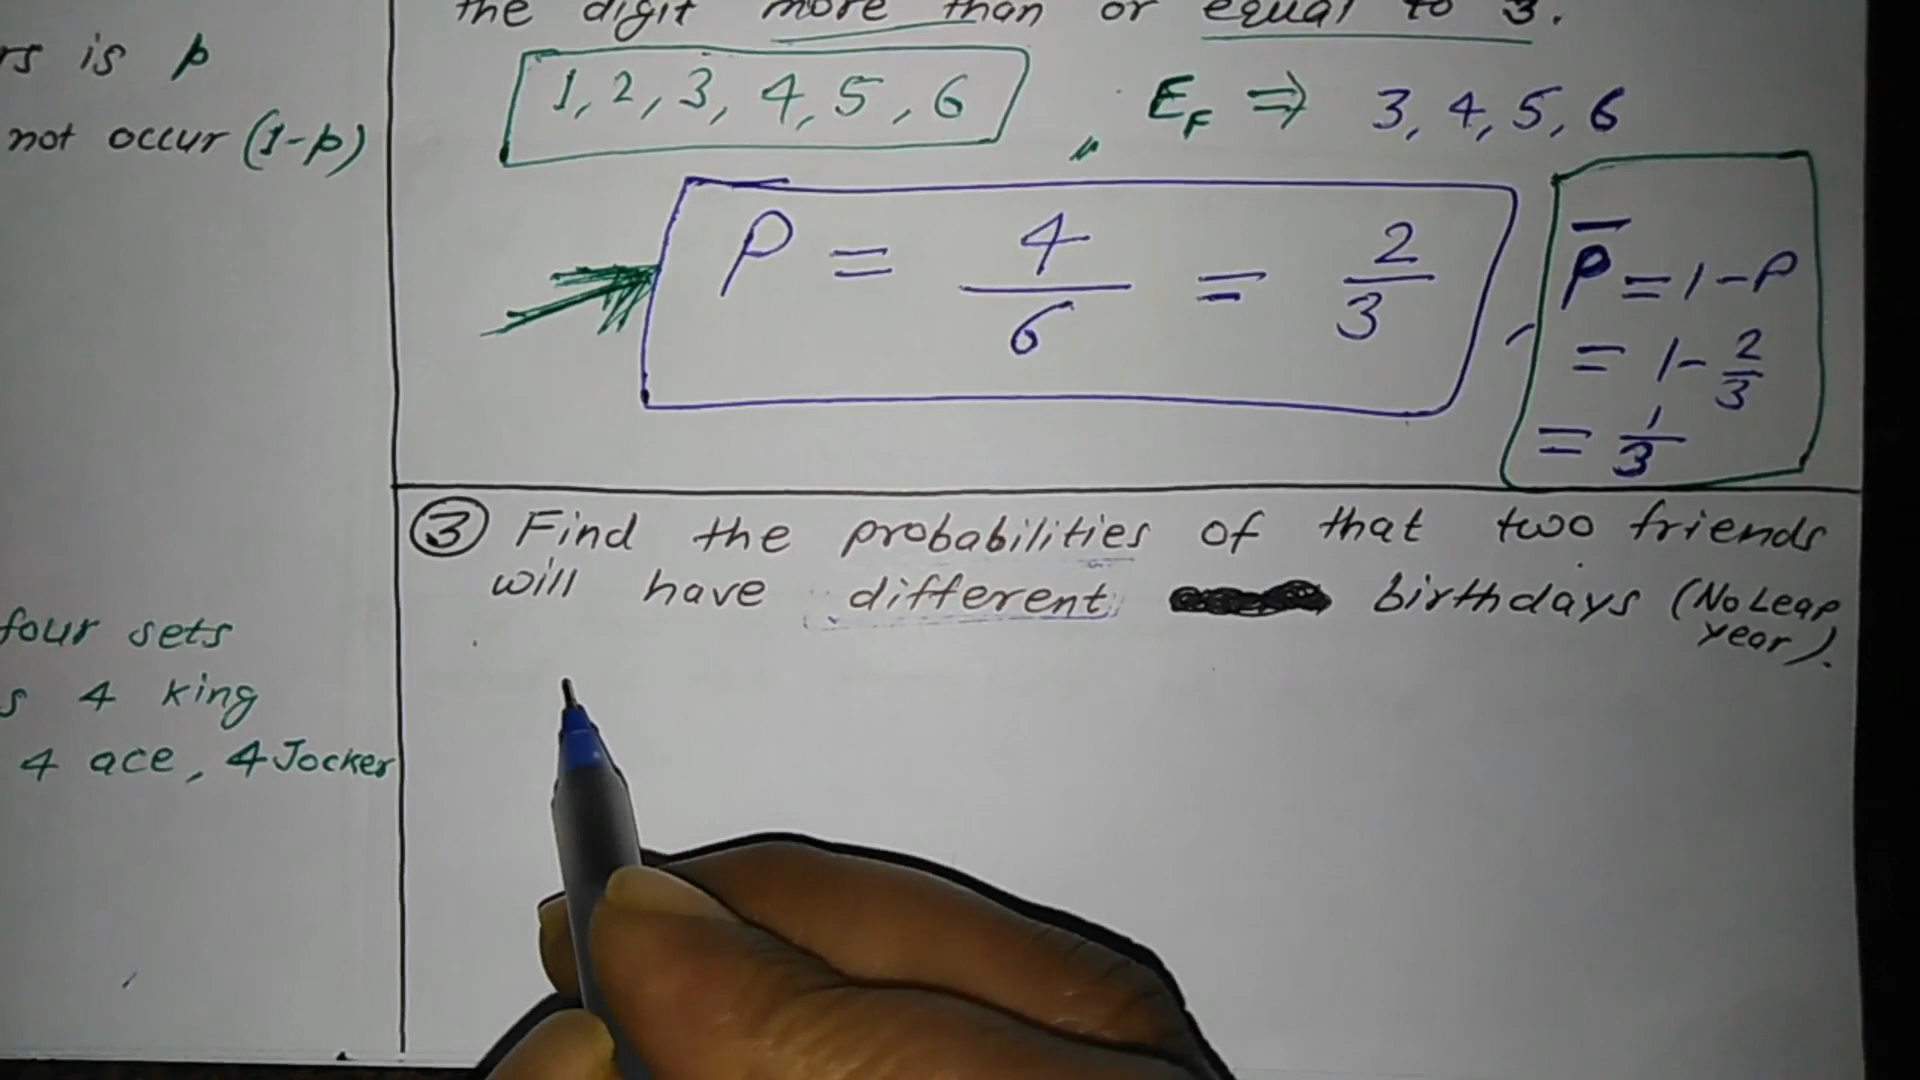 rs is p
not occur (1-p)
four sets
s 4 king
4 ace, 4 Jocker
the digit more than or equal to 3.
1, 2, 3, 4, 5, 6 , EF ⇒ 3, 4, 5, 6
P = 4/6 = 2/3
P̅ = 1-P
= 1-2/3
= 1/3
③ Find the probabilities of that two friends
will have different birthdays (No Leap
year).